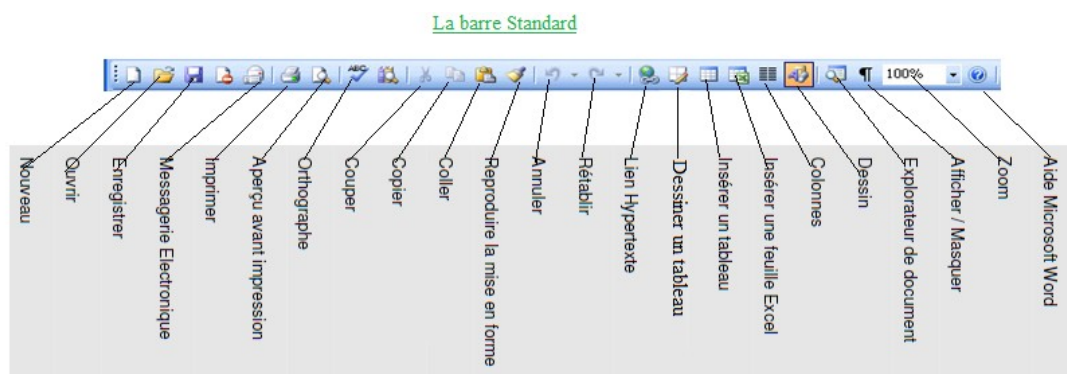 La barre Standard
ABC
100%
Nouveau
Ouvrir
Enregistrer
Messagerie Electronique
Imprimer
Aperçu avant impression
Orthographe
Couper
Copier
Coller
Reproduire la mise en forme
Annuler
Rétablir
Lien Hypertexte
Dessiner un tableau
Insérer un tableau
Insérer une feuille Excel
Colonnes
Dessin
Explorateur de document
Afficher / Masquer
Zoom
Aide Microsoft Word